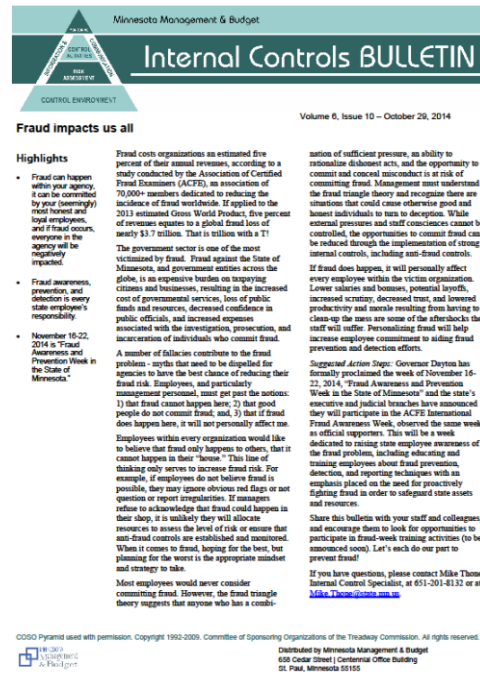 Minnesota Management & Budget
Internal Controls BULLETIN
MONITORING
INFORMATION &
COMMUNICATION
CONTROL
ACTIVITIES
RISK
ASSESSMENT
CONTROL ENVIRONMENT
Volume 6, Issue 10 – October 29, 2014
Fraud impacts us all
Highlights
• Fraud can happen
within your agency,
it can be committed
by your (seemingly)
most honest and
loyal employees,
and if fraud occurs,
everyone in the
agency will be
negatively
impacted.
• Fraud awareness,
prevention, and
detection is every
state employee's
responsibility.
• November 16-22,
2014 is "Fraud
Awareness and
Prevention Week in
the State of
Minnesota."
Fraud costs organizations an estimated five
percent of their annual revenues, according to a
study conducted by the Association of Certified
Fraud Examiners (ACFE), an association of
70,000+ members dedicated to reducing the
incidence of fraud worldwide. If applied to the
2013 estimated Gross World Product, five percent
of revenues equates to a global fraud loss of
nearly $3.7 trillion. That is trillion with a T!
The government sector is one of the most
victimized by fraud. Fraud against the State of
Minnesota, and government entities across the
globe, is an expensive burden on taxpaying
citizens and businesses, resulting in the increased
cost of governmental services, loss of public
funds and resources, decreased confidence in
public officials, and increased expenses
associated with the investigation, prosecution, and
incarceration of individuals who commit fraud.
A number of fallacies contribute to the fraud
problem - myths that need to be dispelled for
agencies to have the best chance of reducing their
fraud risk. Employees, and particularly
management personnel, must get past the notions:
1) that fraud cannot happen here; 2) that good
people do not commit fraud; and, 3) that if fraud
does happen here, it will not personally affect me.
Employees within every organization would like
to believe that fraud only happens to others, that it
cannot happen in their "house." This line of
thinking only serves to increase fraud risk. For
example, if employees do not believe fraud is
possible, they may ignore obvious red flags or not
question or report irregularities. If managers
refuse to acknowledge that fraud could happen in
their shop, it is unlikely they will allocate
resources to assess the level of risk or ensure that
anti-fraud controls are established and monitored.
When it comes to fraud, hoping for the best, but
planning for the worst is the appropriate mindset
and strategy to take.
Most employees would never consider
committing fraud. However, the fraud triangle
theory suggests that anyone who has a combi-
nation of sufficient pressure, an ability to
rationalize dishonest acts, and the opportunity to
commit and conceal misconduct is at risk of
committing fraud. Management must understand
the fraud triangle theory and recognize there are
situations that could cause otherwise good and
honest individuals to turn to deception. While
external pressures and staff consciences cannot b
controlled, the opportunities to commit fraud can
be reduced through the implementation of strong
internal controls, including anti-fraud controls.
If fraud does happen, it will personally affect
every employee within the victim organization.
Lower salaries and bonuses, potential layoffs,
increased scrutiny, decreased trust, and lowered
productivity and morale resulting from having to
clean-up the mess are some of the aftershocks the
staff will suffer. Personalizing fraud will help
increase employee commitment to aiding fraud
prevention and detection efforts.
Suggested Action Steps: Governor Dayton has
formally proclaimed the week of November 16-
22, 2014, "Fraud Awareness and Prevention
Week in the State of Minnesota" and the state's
executive and judicial branches have announced
they will participate in the ACFE International
Fraud Awareness Week, observed the same week
as official supporters. This will be a week
dedicated to raising state employee awareness of
the fraud problem, including educating and
training employees about fraud prevention,
detection, and reporting techniques with an
emphasis placed on the need for proactively
fighting fraud in order to safeguard state assets
and resources.
Share this bulletin with your staff and colleagues
and encourage them to look for opportunities to
participate in fraud-week training activities (to be
announced soon). Let's each do our part to
prevent fraud!
If you have questions, please contact Mike Thone
Internal Control Specialist, at 651-201-8132 or at
Mike.Thone@state.mn.us.
COSO Pyramid used with permission. Copyright 1992-2009. Committee of Sponsoring Organizations of the Treadway Commission. All rights reserved.
Management
& Budget
Distributed by Minnesota Management & Budget
658 Cedar Street | Centennial Office Building
St. Paul, Minnesota 55155